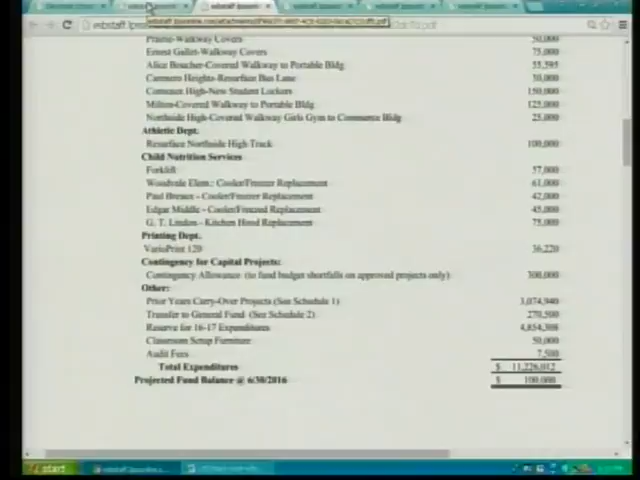 Prairie-Walkway Covers 50,000
Ernest Gallet-Walkway Covers 75,000
Alice Boucher-Covered Walkway to Portable Bldg 55,595
Carencro Heights-Resurface Bus Lane 30,000
Comeaux High-New Student Lockers 150,000
Milton-Covered Walkway to Portable Bldg 125,000
Northside High-Covered Walkway Girls Gym to Commerce Bldg 25,000
Athletic Dept.
Resurface Northside High Track 100,000
Child Nutrition Services
Forklift 57,000
Woodvale Elem.: Cooler/Freezer Replacement 61,000
Paul Breaux - Cooler/Freezer Replacement 42,000
Edgar Middle - Cooler/Freezed Replacement 45,000
G. T. Linden - Kitchen Hood Replacement 75,000
Printing Dept.
VarioPrint 120 36,220
Contingency for Capital Projects:
Contingency Allowance (to fund budget shortfalls on approved projects only) 300,000
Other:
Prior Years Carry-Over Projects (See Schedule 1) 3,074,940
Transfer to General Fund (See Schedule 2) 270,500
Reserve for 16-17 Expenditures 4,854,308
Classroom Setup Furniture 50,000
Audit Fees 7,500
Total Expenditures $ 11,226,012
Projected Fund Balance @ 6/30/2016 $ 100,000
start